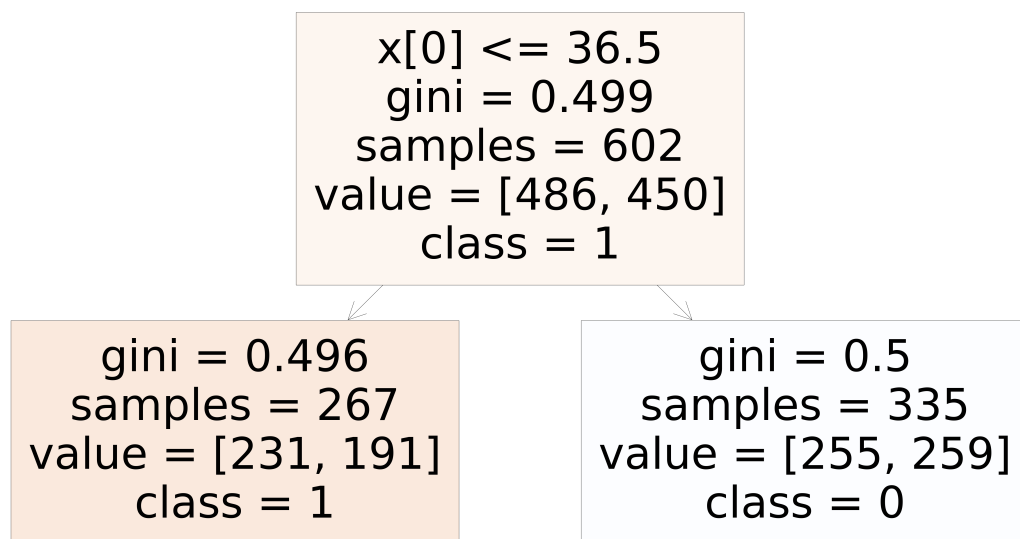 x[0] <= 36.5
gini = 0.499
samples = 602
value = [486, 450]
class = 1
gini = 0.496
samples = 267
value = [231, 191]
class = 1
gini = 0.5
samples = 335
value = [255, 259]
class = 0